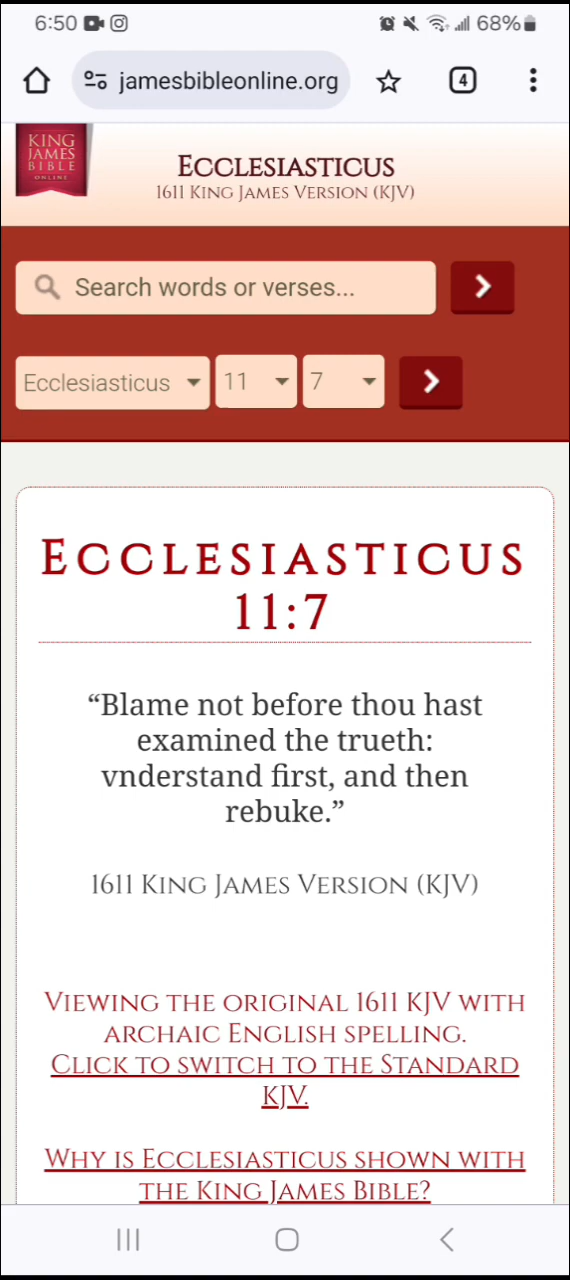 6:50 68%
jamesbibleonline.org 4
KING
JAMES
BIBLE
ONLINE
ECCLESIASTICUS
1611 KING JAMES VERSION (KJV)
Search words or verses...
Ecclesiasticus 11 7
ECCLESIASTICUS
11:7
“Blame not before thou hast
examined the trueth:
vnderstand first, and then
rebuke.”
1611 KING JAMES VERSION (KJV)
VIEWING THE ORIGINAL 1611 KJV WITH
ARCHAIC ENGLISH SPELLING.
CLICK TO SWITCH TO THE STANDARD
KJV.
WHY IS ECCLESIASTICUS SHOWN WITH
THE KING JAMES BIBLE?